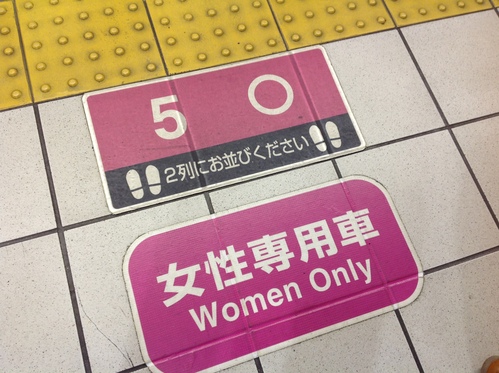 5 ○
2列にお並びください
女性専用車
Women Only